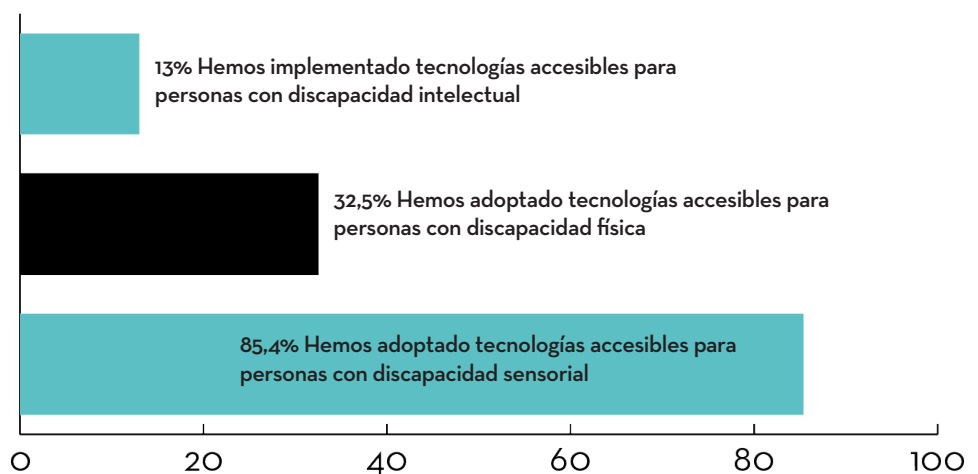 13% Hemos implementado tecnologías accesibles para
personas con discapacidad intelectual
32,5% Hemos adoptado tecnologías accesibles para
personas con discapacidad física
85,4% Hemos adoptado tecnologías accesibles para
personas con discapacidad sensorial
0 20 40 60 80 100